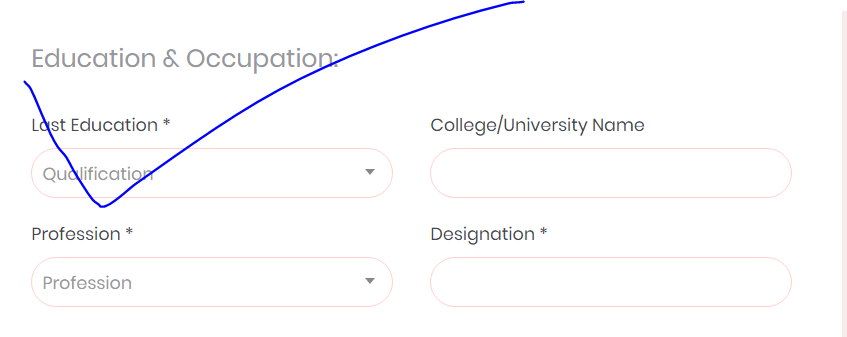 Education & Occupation:
Last Education * College/University Name
Qualification
Profession * Designation *
Profession